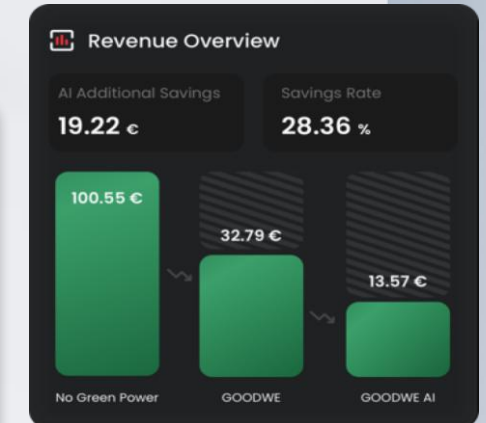 Revenue Overview
AI Additional Savings
19.22 €
Savings Rate
28.36 %
100.55 €
32.79 €
13.57 €
No Green Power
GOODWE
GOODWE AI